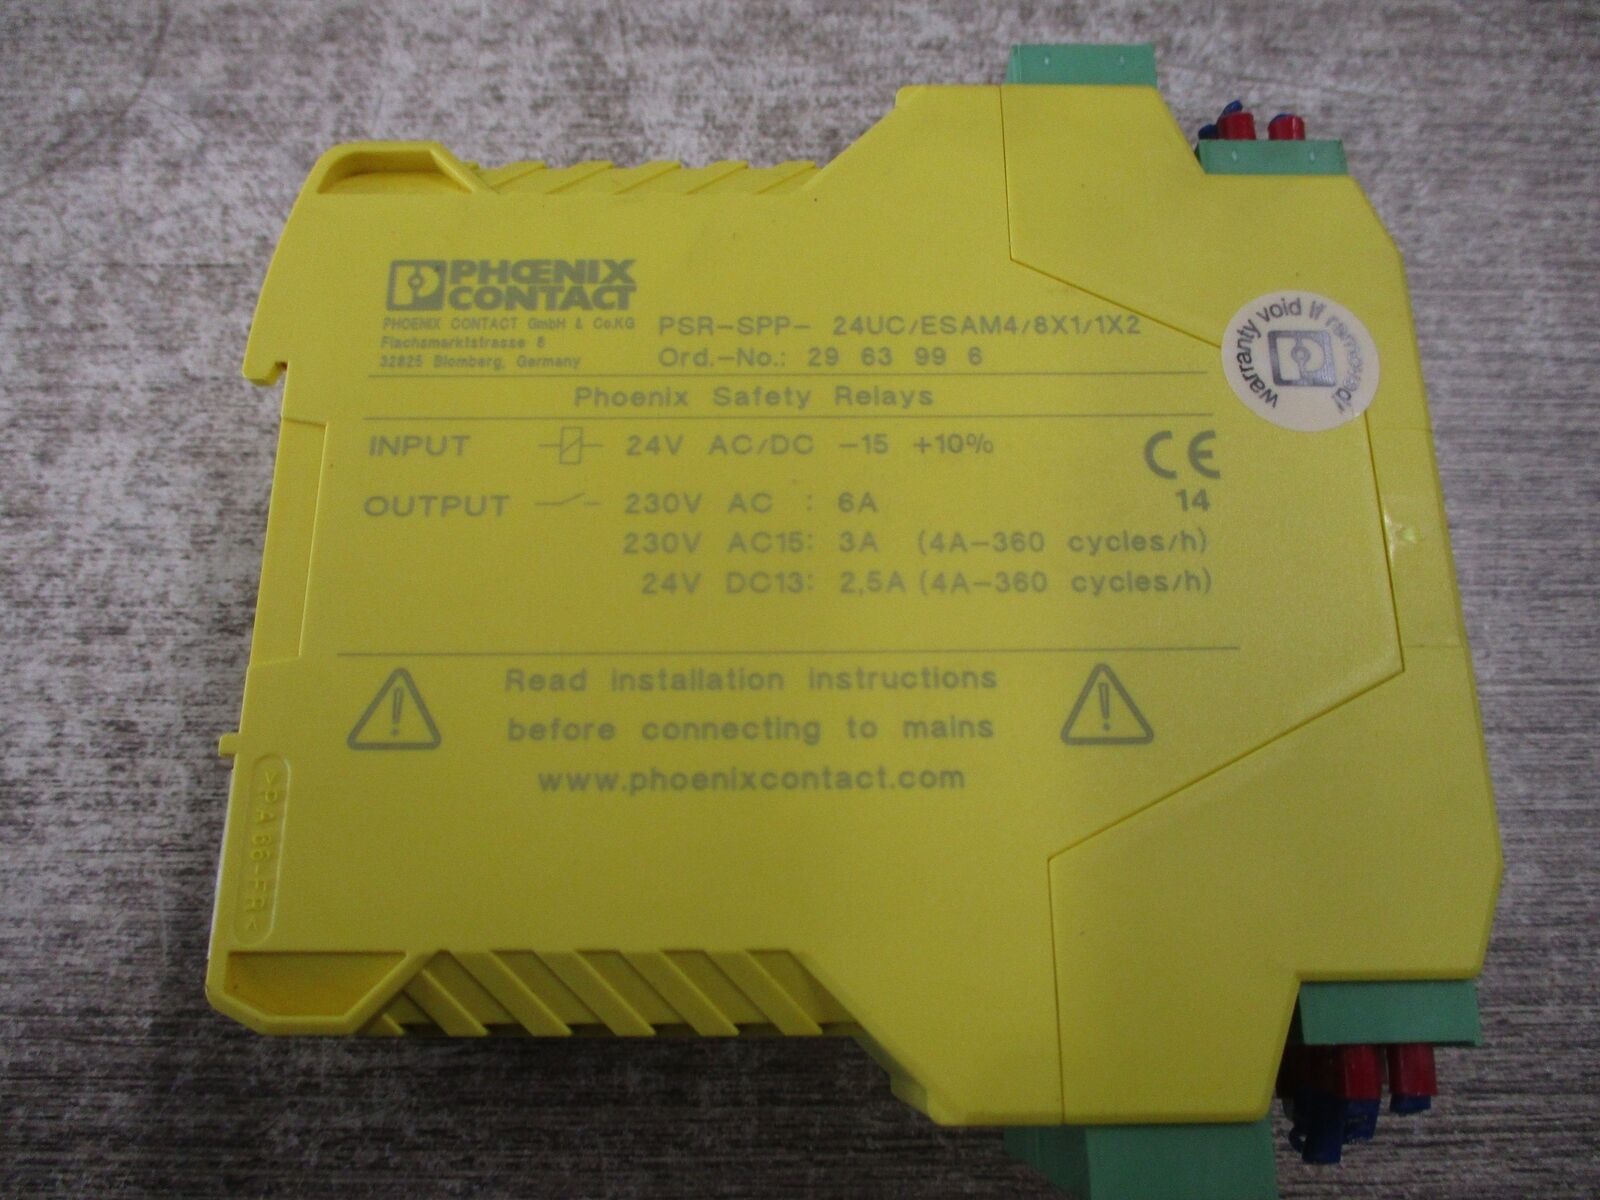 PHŒNIX
CONTACT
PHOENIX CONTACT GmbH & Co.KG
Flachsmarktstrasse 8
32825 Blomberg, Germany
PSR-SPP- 24UC/ESAM4/8X1/1X2
Ord.-No.: 29 63 99 6
Phoenix Safety Relays
INPUT 24V AC/DC -15 +10%
CE
OUTPUT 230V AC : 6A
14
230V AC15: 3A (4A-360 cycles/h)
24V DC13: 2,5A (4A-360 cycles/h)
Read installation instructions
before connecting to mains
www.phoenixcontact.com
warranty void if removed!
>PA 66-FR<